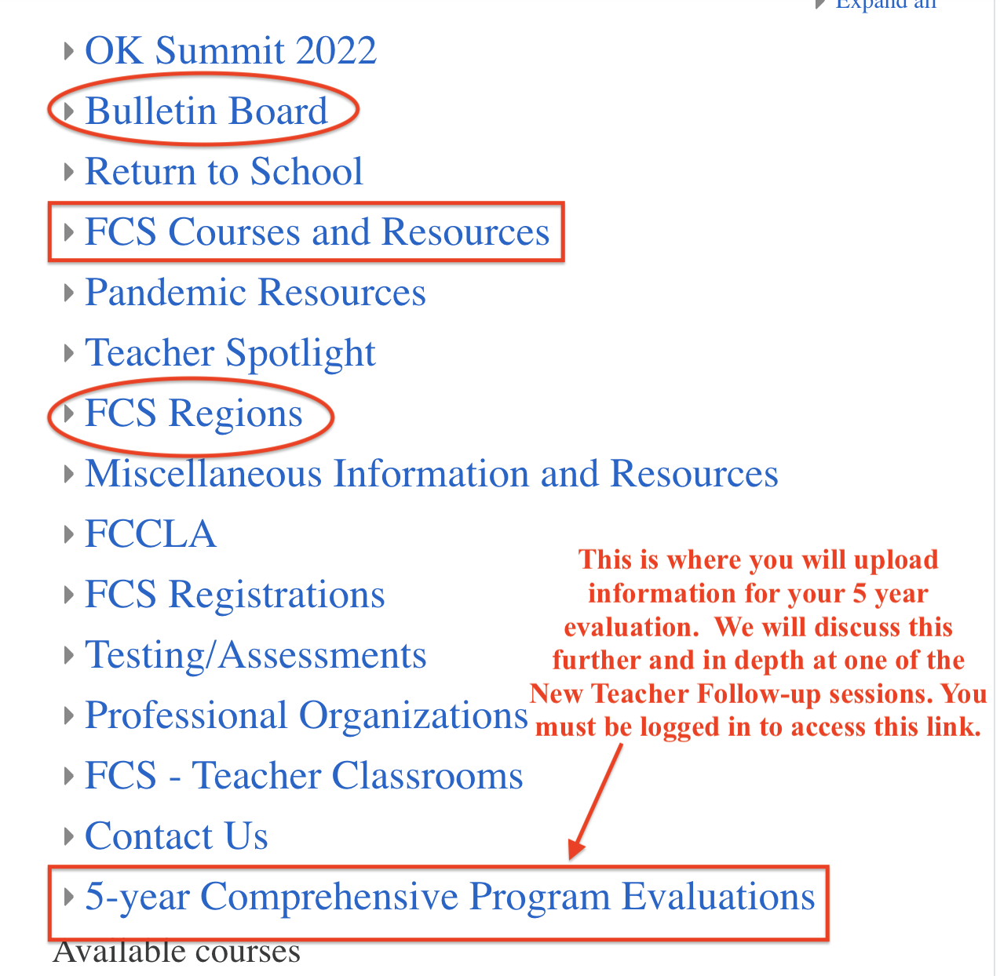 Expand all
OK Summit 2022
Bulletin Board
Return to School
FCS Courses and Resources
Pandemic Resources
Teacher Spotlight
FCS Regions
Miscellaneous Information and Resources
FCCLA
FCS Registrations
Testing/Assessments
Professional Organizations
FCS - Teacher Classrooms
Contact Us
This is where you will upload
information for your 5 year
evaluation.  We will discuss this
further and in depth at one of the
New Teacher Follow-up sessions. You
must be logged in to access this link.
5-year Comprehensive Program Evaluations
Available courses